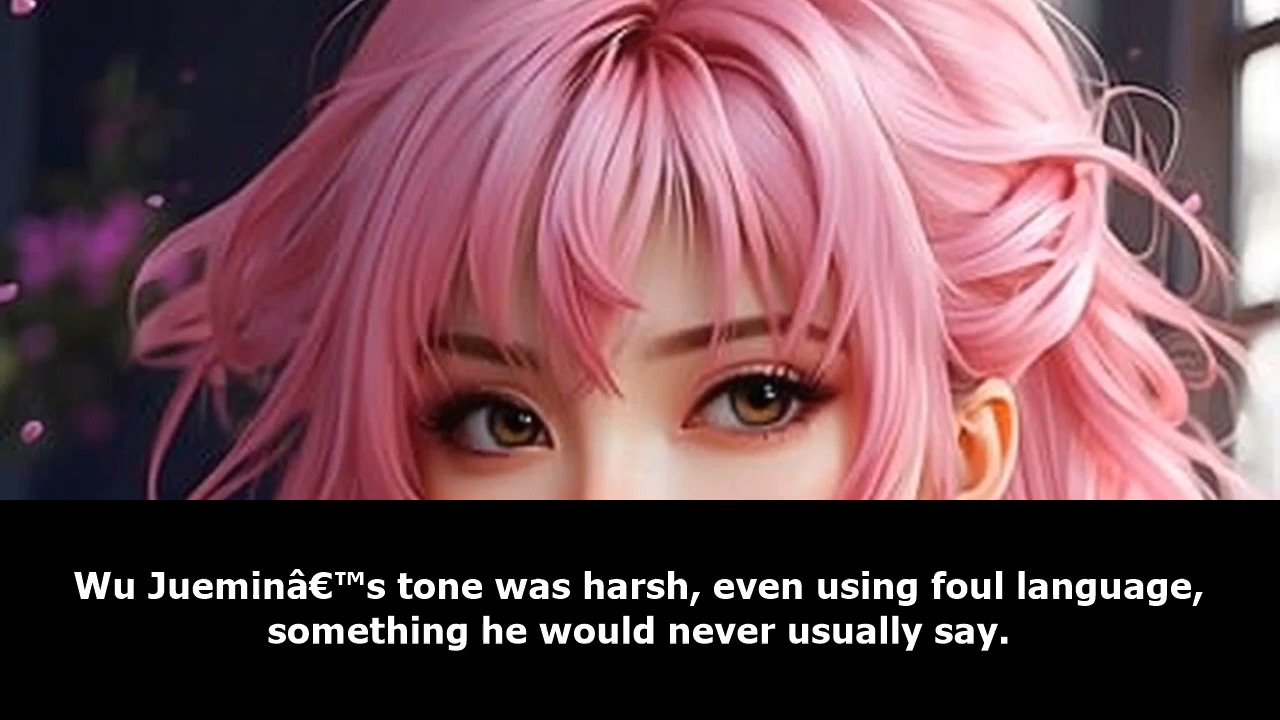 Wu Jueminâ€™s tone was harsh, even using foul language,
something he would never usually say.